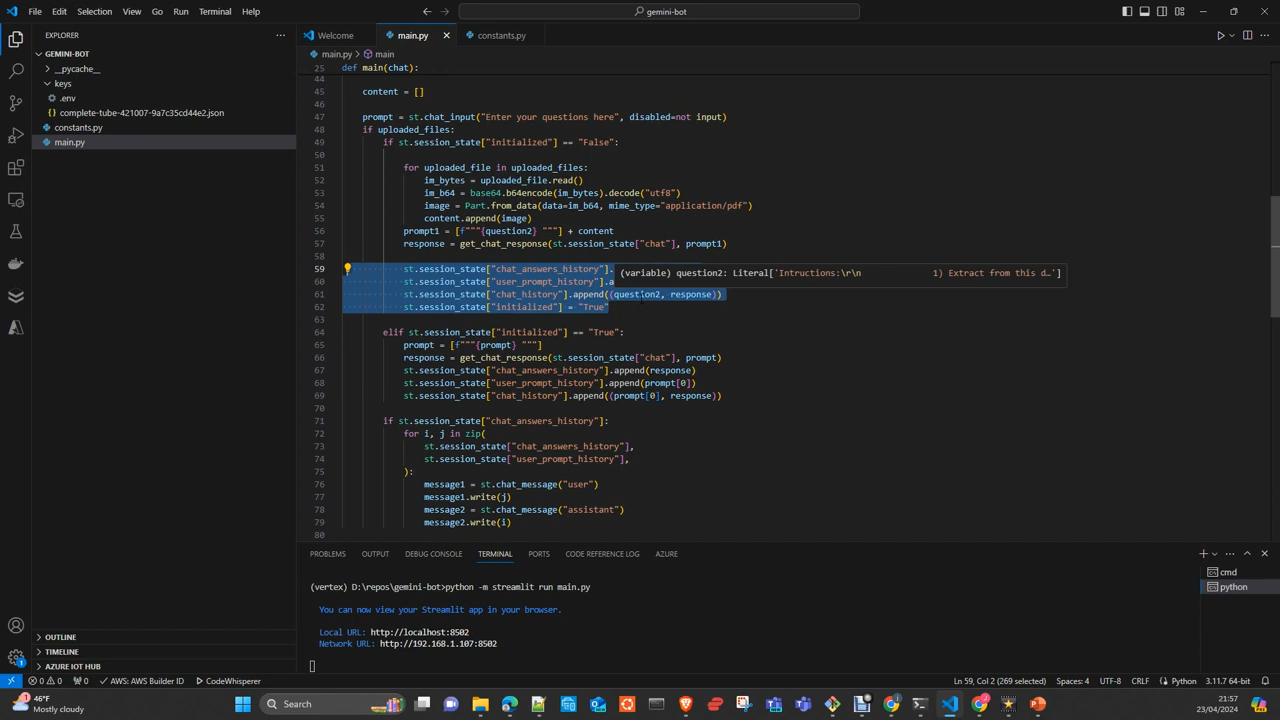 File Edit Selection View Go Run Terminal Help
gemini-bot
EXPLORER
GEMINI-BOT
__pycache__
keys
.env
complete-tube-421007-9a7c35cd44e2.json
constants.py
main.py
OUTLINE
TIMELINE
AZURE IOT HUB
Welcome main.py constants.py
main.py > main
25 def main(chat):
44
45 content = []
46
47 prompt = st.chat_input("Enter your questions here", disabled=not input)
48 if uploaded_files:
49 if st.session_state["initialized"] == "False":
50
51 for uploaded_file in uploaded_files:
52 im_bytes = uploaded_file.read()
53 im_b64 = base64.b64encode(im_bytes).decode("utf8")
54 image = Part.from_data(data=im_b64, mime_type="application/pdf")
55 content.append(image)
56 prompt1 = [f"""{question2} """] + content
57 response = get_chat_response(st.session_state["chat"], prompt1)
58
59 st.session_state["chat_answers_history"].
60 st.session_state["user_prompt_history"].a
(variable) question2: Literal['Intructions:\r\n 1) Extract from this d…']
61 st.session_state["chat_history"].append((question2, response))
62 st.session_state["initialized"] = "True"
63
64 elif st.session_state["initialized"] == "True":
65 prompt = [f"""{prompt} """]
66 response = get_chat_response(st.session_state["chat"], prompt)
67 st.session_state["chat_answers_history"].append(response)
68 st.session_state["user_prompt_history"].append(prompt[0])
69 st.session_state["chat_history"].append((prompt[0], response))
70
71 if st.session_state["chat_answers_history"]:
72 for i, j in zip(
73 st.session_state["chat_answers_history"],
74 st.session_state["user_prompt_history"],
75 ):
76 message1 = st.chat_message("user")
77 message1.write(j)
78 message2 = st.chat_message("assistant")
79 message2.write(i)
80
PROBLEMS OUTPUT DEBUG CONSOLE TERMINAL PORTS CODE REFERENCE LOG AZURE
(vertex) D:\repos\gemini-bot>python -m streamlit run main.py
You can now view your Streamlit app in your browser.
Local URL: http://localhost:8502
Network URL: http://192.168.1.107:8502
cmd
python
0 0 0 AWS: AWS Builder ID CodeWhisperer Ln 59, Col 2 (269 selected) Spaces: 4 UTF-8 CRLF Python 3.11.7 64-bit
46°F
Mostly cloudy
Search
21:57
23/04/2024